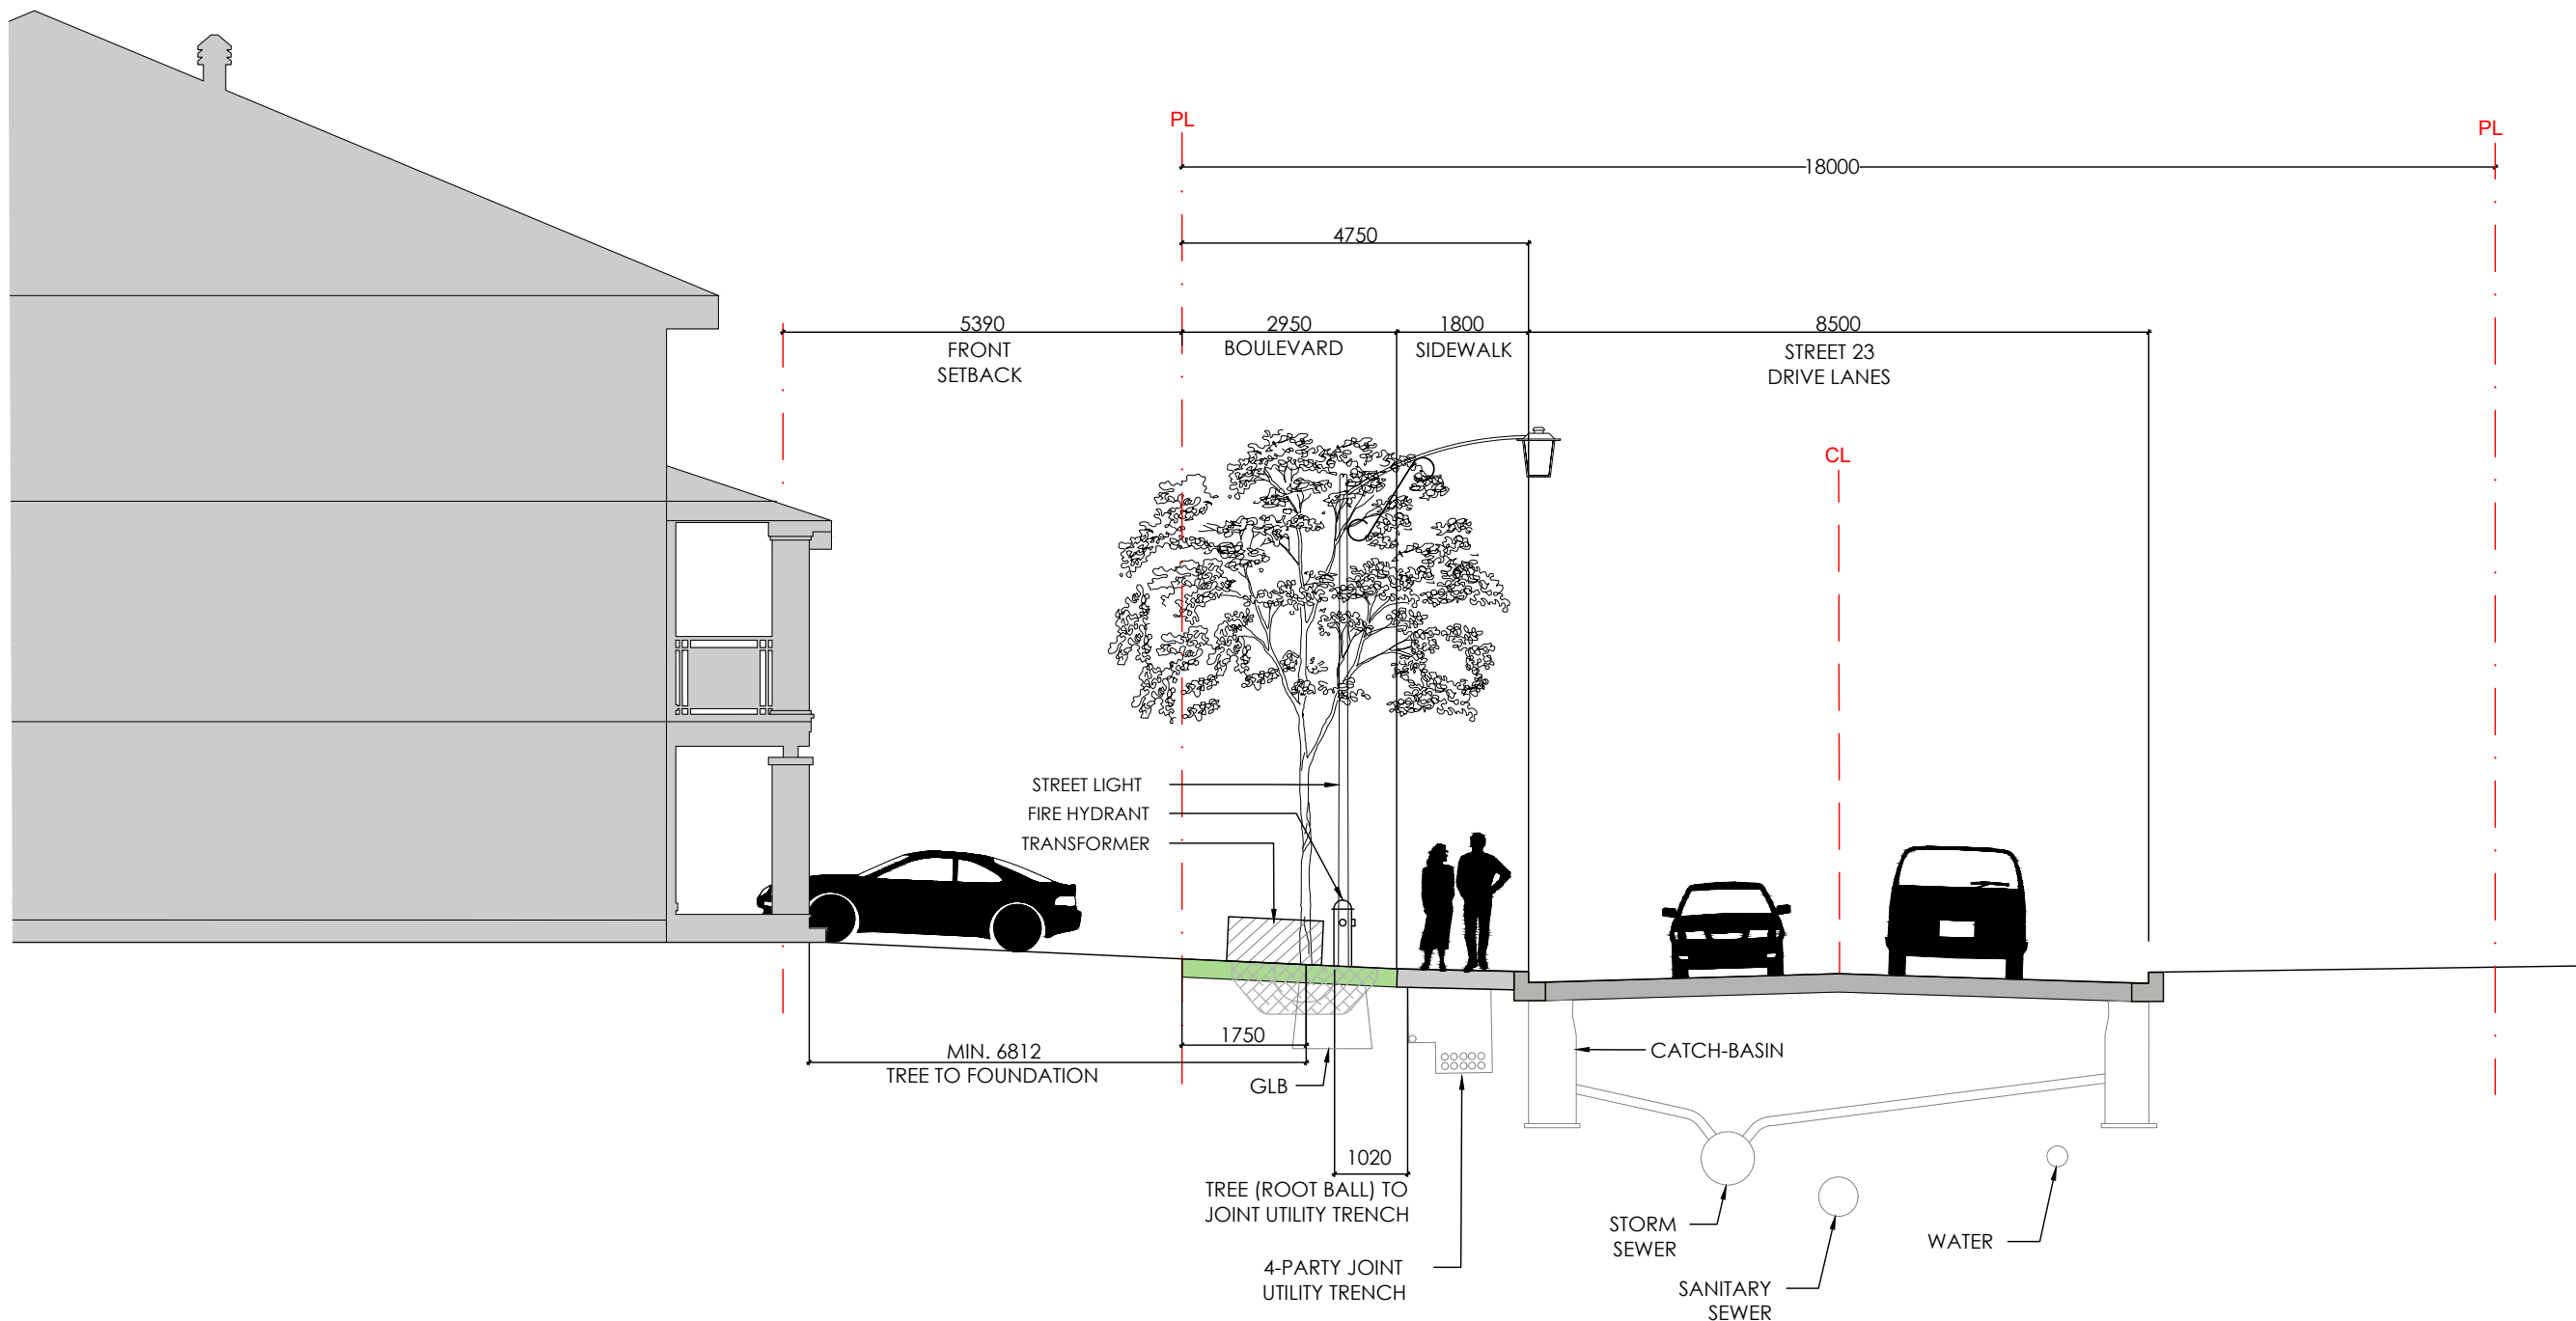 PL
PL
18000
4750
5390
FRONT
SETBACK
2950
BOULEVARD
1800
SIDEWALK
8500
STREET 23
DRIVE LANES
CL
STREET LIGHT
FIRE HYDRANT
TRANSFORMER
1750
MIN. 6812
TREE TO FOUNDATION
GLB
CATCH-BASIN
1020
TREE (ROOT BALL) TO
JOINT UTILITY TRENCH
4-PARTY JOINT
UTILITY TRENCH
STORM
SEWER
SANITARY
SEWER
WATER